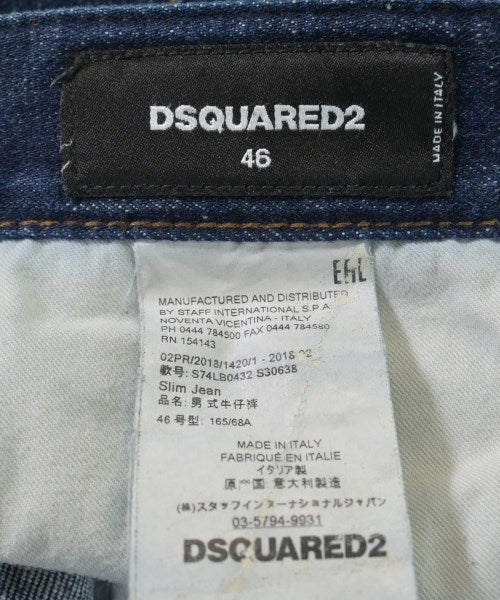 DSQUARED2
46
MADE IN ITALY
EAC
MANUFACTURED AND DISTRIBUTED
BY STAFF INTERNATIONAL S.P.A.
NOVENTA VICENTINA - ITALY
PH 0444 784500 FAX 0444 784580
RN 154143
02PR/2018/1420/1 - 2018 02
款号: S74LB0432 S30638
Slim Jean
品名: 男式牛仔裤
46 号型: 165/68A
MADE IN ITALY
FABRIQUÉ EN ITALIE
イタリア製
原产国: 意大利製造
(株)スタッフインターナショナルジャパン
03-5794-9931
DSQUARED2